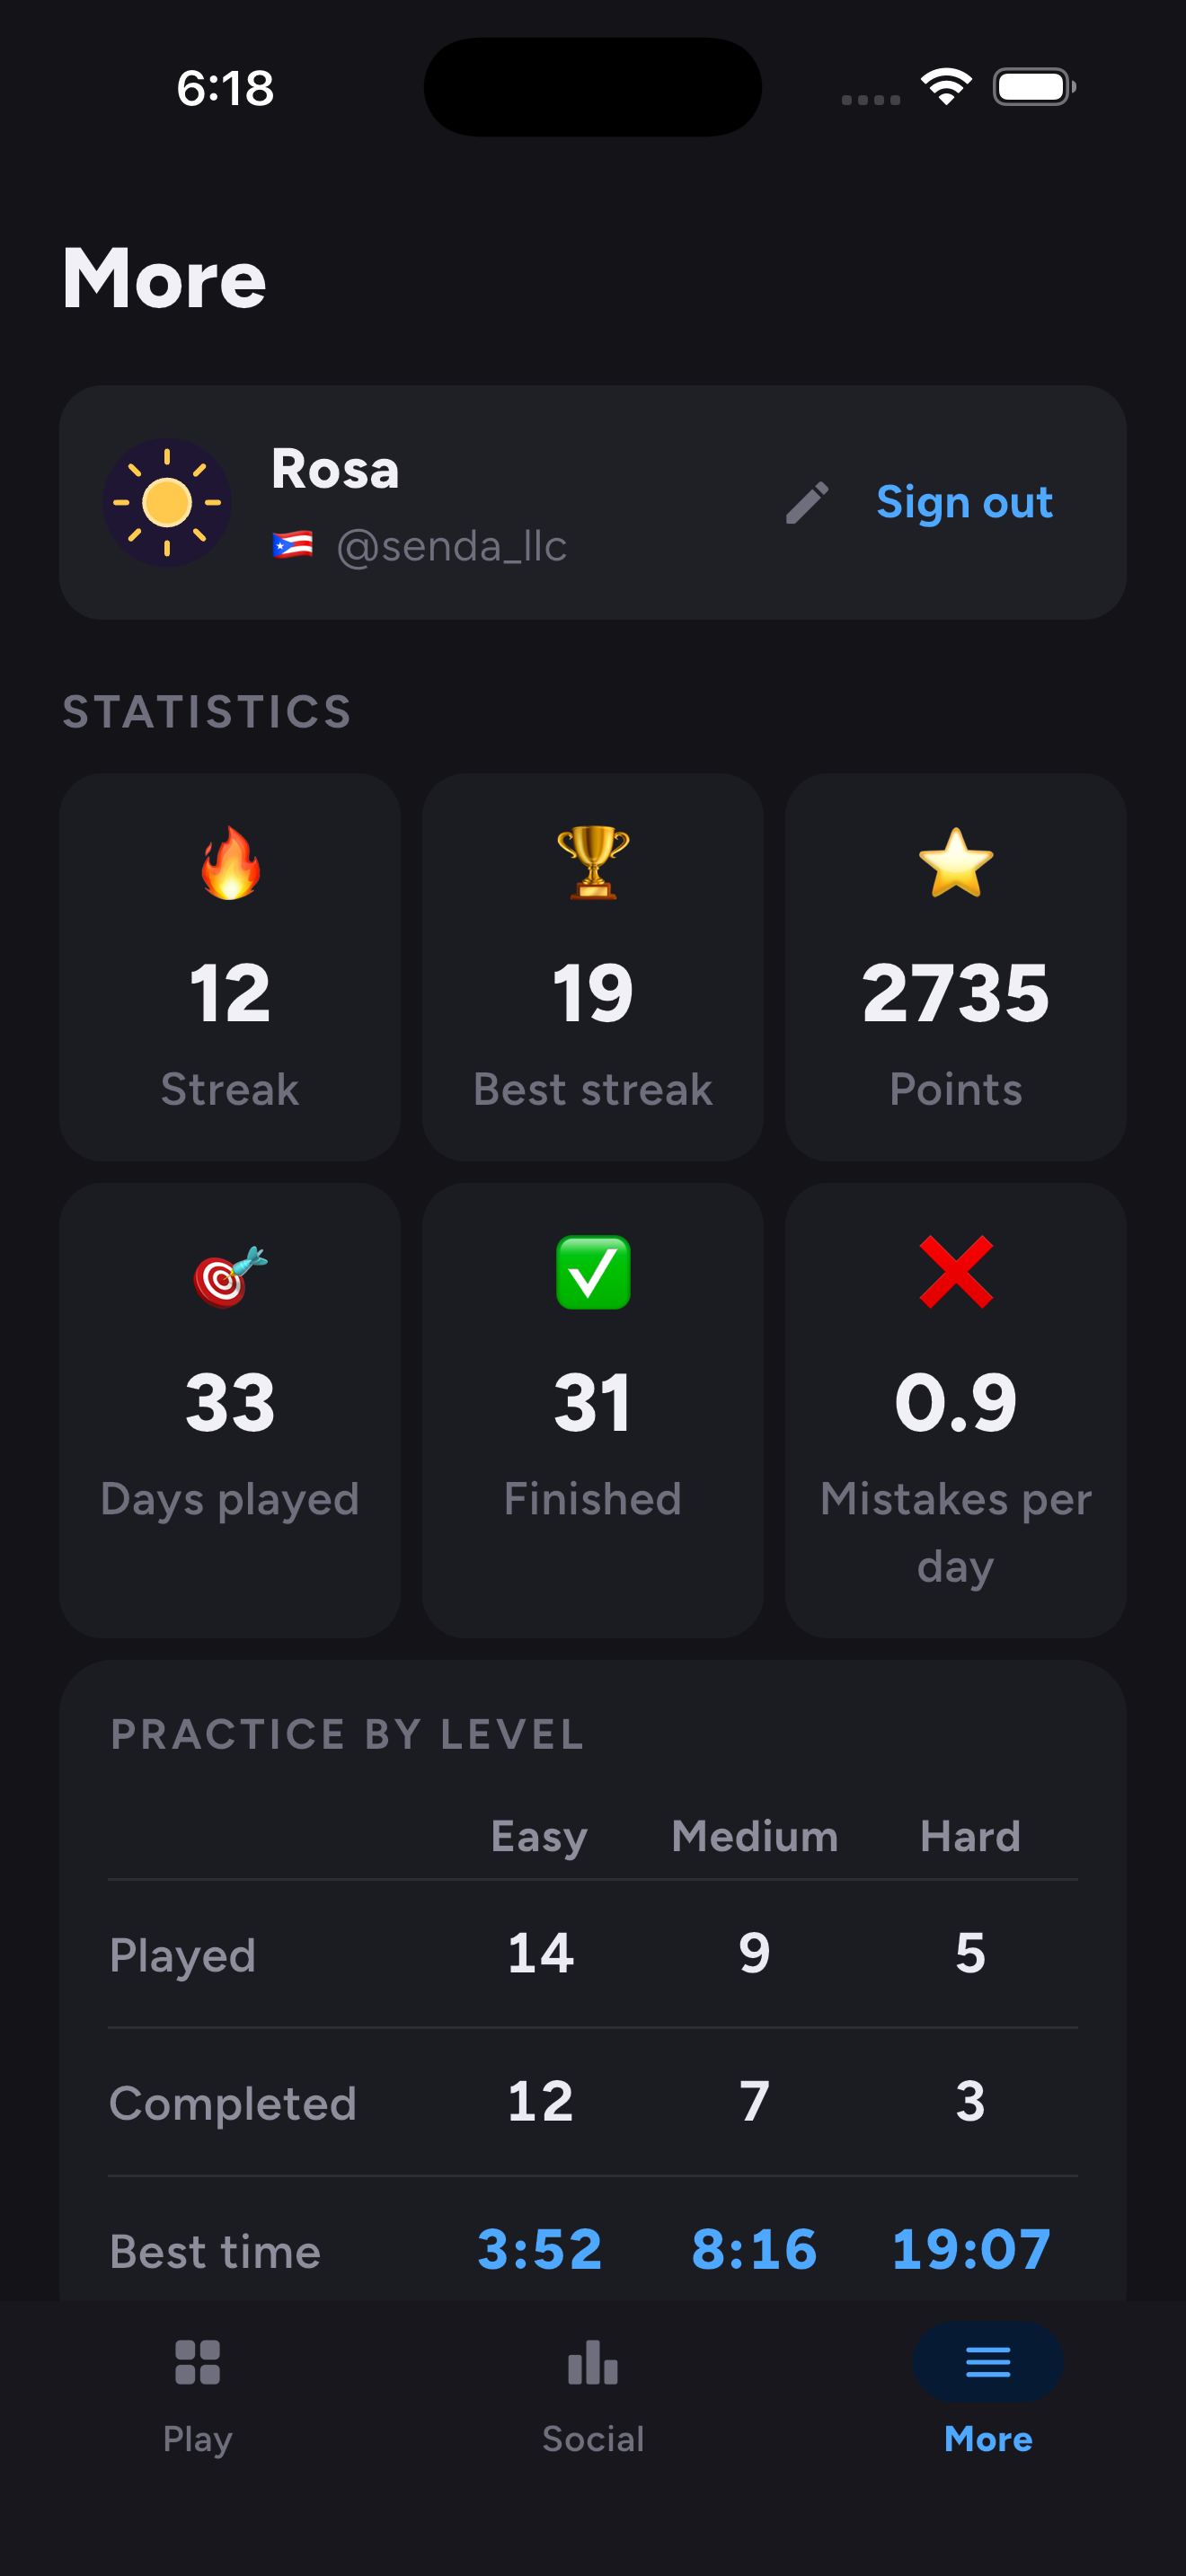 6:18
More
Rosa
@senda_llc
Sign out
STATISTICS
12
Streak
19
Best streak
2735
Points
33
Days played
31
Finished
0.9
Mistakes per
day
PRACTICE BY LEVEL
Easy Medium Hard
Played 14 9 5
Completed 12 7 3
Best time 3:52 8:16 19:07
Play Social More